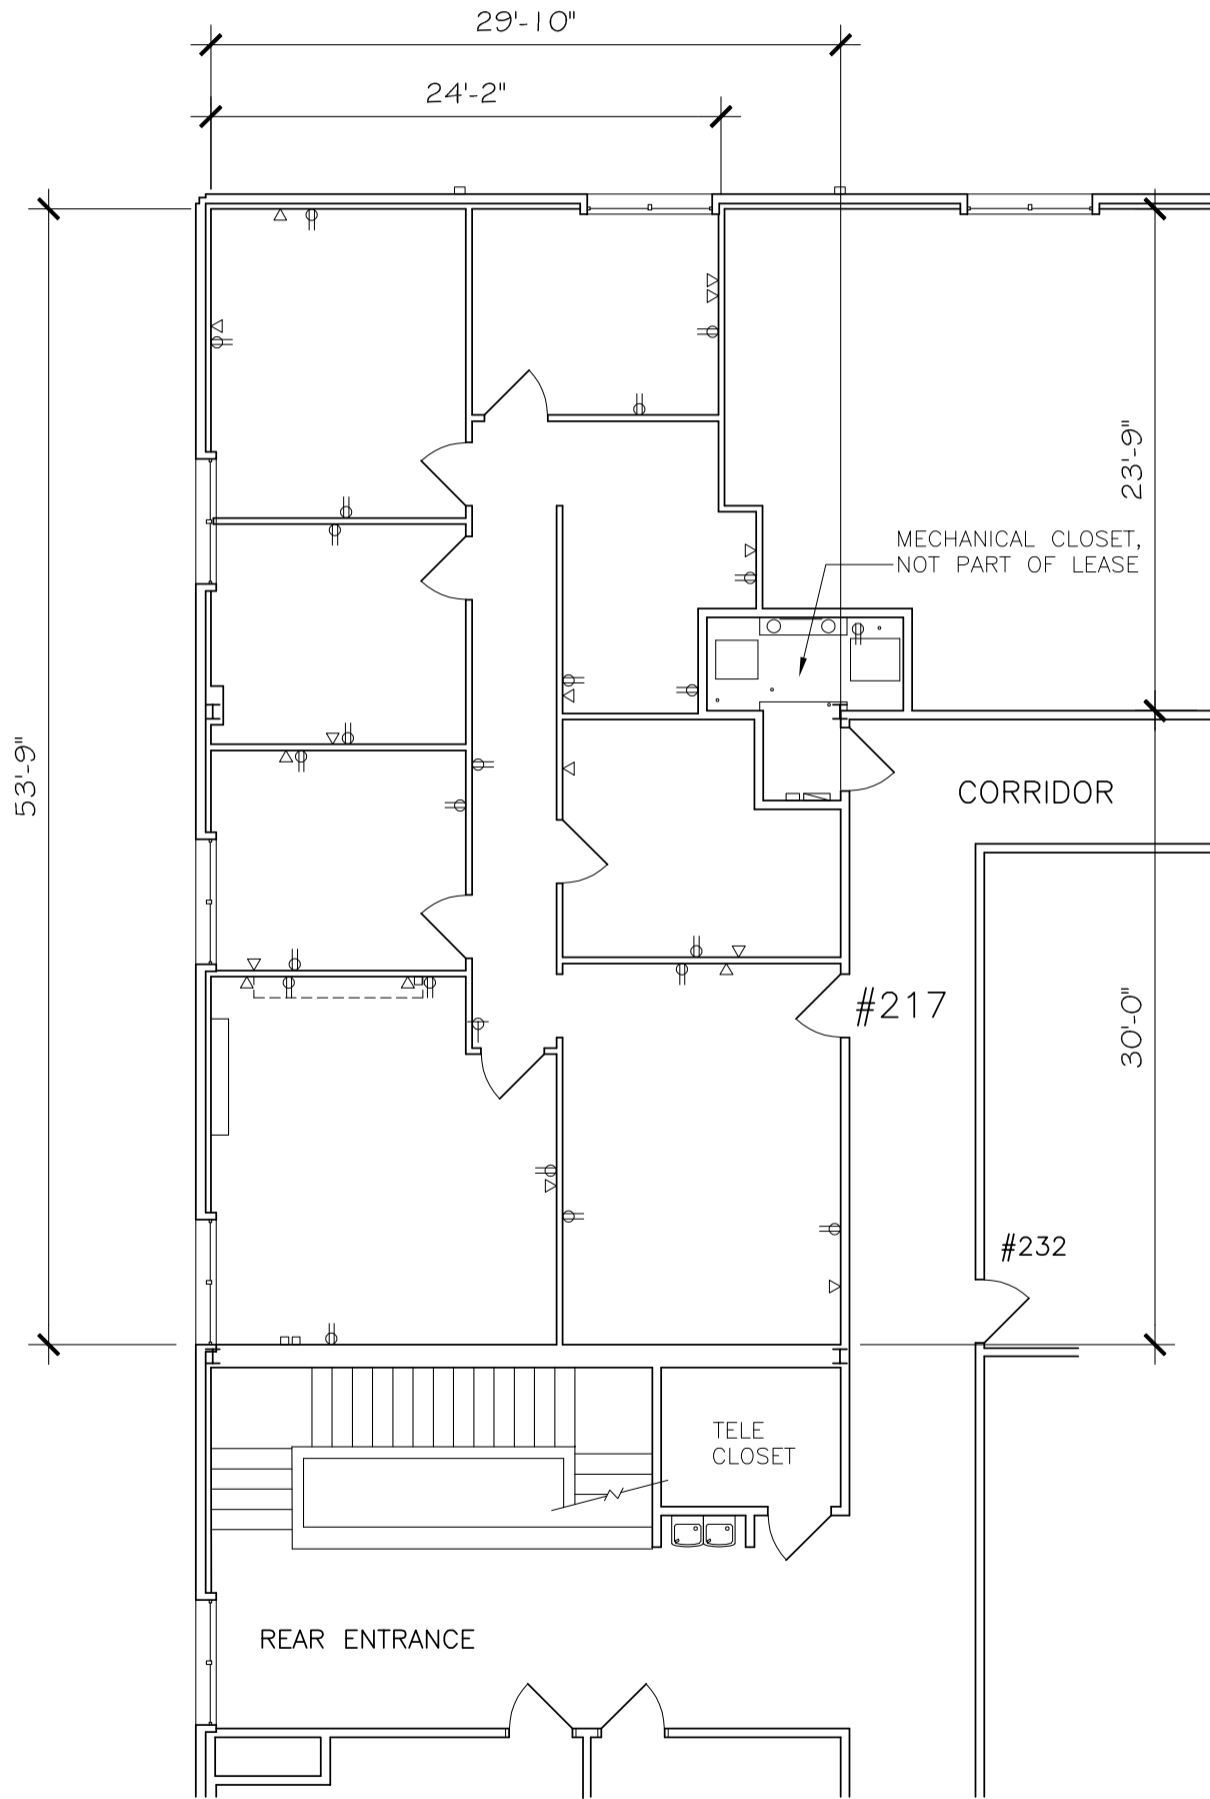 29'-10"
24'-2"
23'-9"
MECHANICAL CLOSET,
NOT PART OF LEASE
53'-9"
CORRIDOR
#217
30'-0"
#232
TELE
CLOSET
REAR ENTRANCE